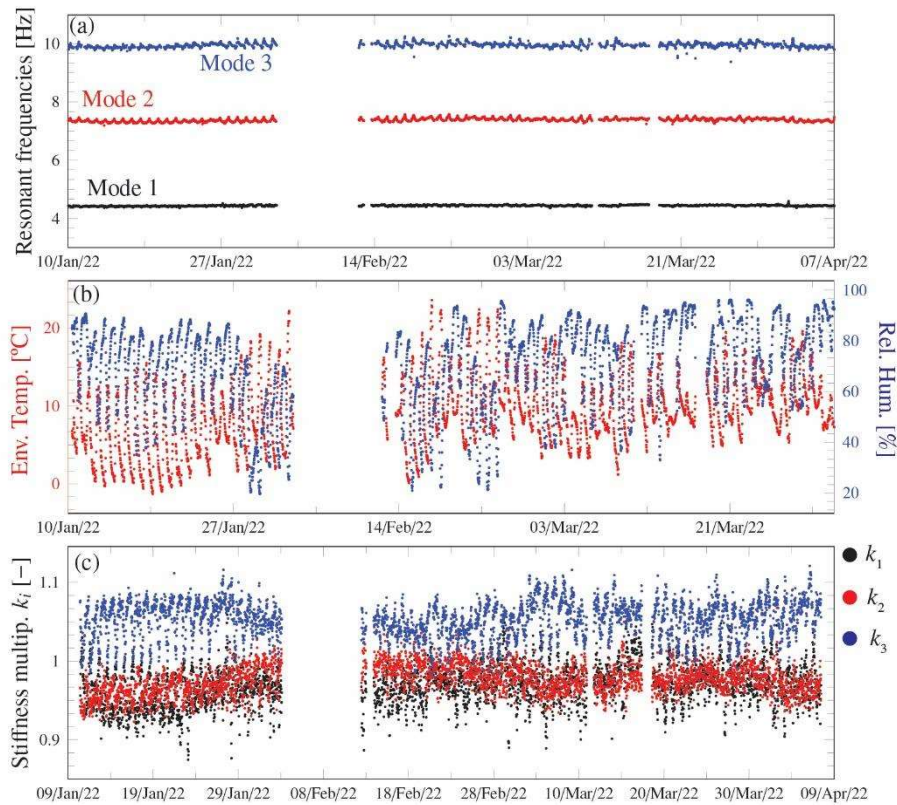 (a)
Resonant frequencies [Hz]
10
8
6
4
Mode 3
Mode 2
Mode 1
10/Jan/22 27/Jan/22 14/Feb/22 03/Mar/22 21/Mar/22 07/Apr/22
(b)
Env. Temp. [ºC]
20
10
0
Rel. Hum. [%]
100
80
60
40
20
10/Jan/22 27/Jan/22 14/Feb/22 03/Mar/22 21/Mar/22
(c)
Stiffness multip. kᵢ [−]
1.1
1
0.9
k₁
k₂
k₃
09/Jan/22 19/Jan/22 29/Jan/22 08/Feb/22 18/Feb/22 28/Feb/22 10/Mar/22 20/Mar/22 30/Mar/22 09/Apr/22